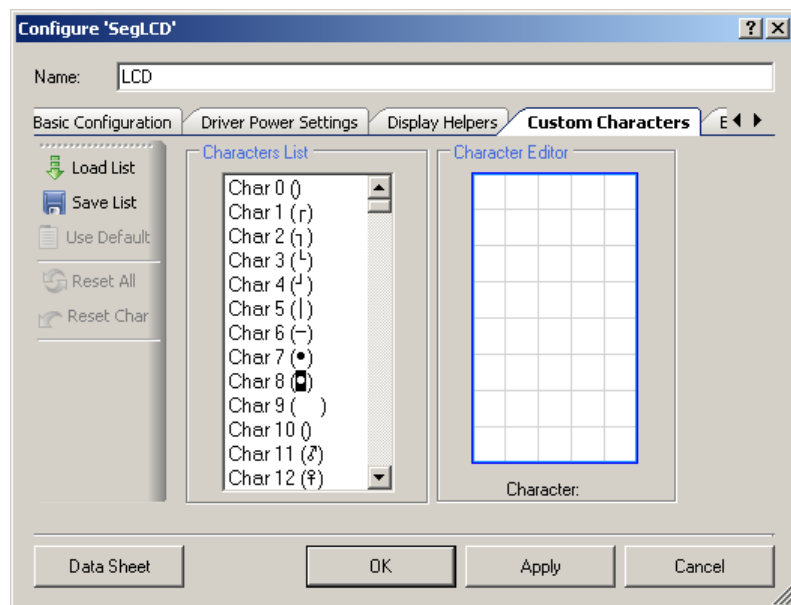 Configure 'SegLCD'
Name: LCD
Basic Configuration Driver Power Settings Display Helpers Custom Characters E
Load List
Save List
Use Default
Reset All
Reset Char
Characters List
Char 0 ()
Char 1 (┌)
Char 2 (┐)
Char 3 (└)
Char 4 (┘)
Char 5 (│)
Char 6 (─)
Char 7 (•)
Char 8 (◘)
Char 9 ( )
Char 10 ()
Char 11 (♂)
Char 12 (♀)
Character Editor
Character:
Data Sheet OK Apply Cancel